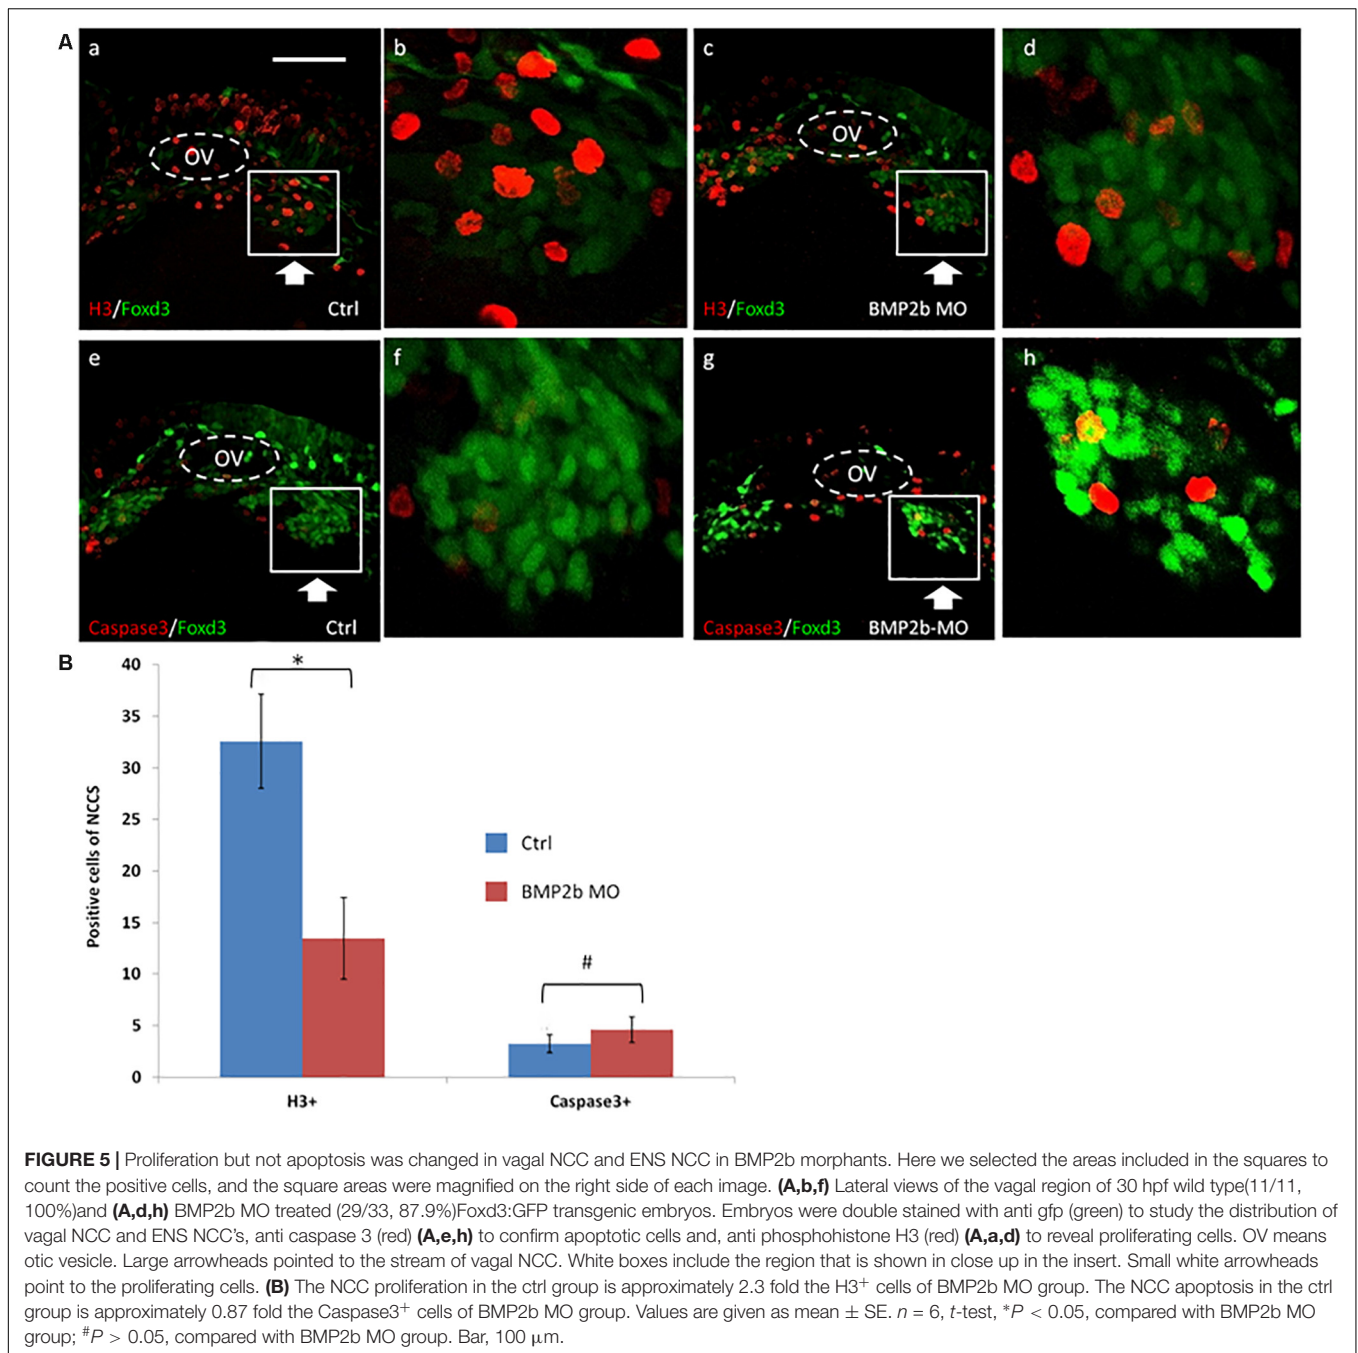 A
a
b
c
d
OV
OV
H3/Foxd3
Ctrl
H3/Foxd3
BMP2b MO
e
f
g
h
OV
OV
Caspase3/Foxd3
Ctrl
Caspase3/Foxd3
BMP2b-MO
B
40
35
30
25
20
15
10
5
0
Positive cells of NCCS
*
#
Ctrl
BMP2b MO
H3+
Caspase3+
FIGURE 5 | Proliferation but not apoptosis was changed in vagal NCC and ENS NCC in BMP2b morphants. Here we selected the areas included in the squares to
count the positive cells, and the square areas were magnified on the right side of each image. (A,b,f) Lateral views of the vagal region of 30 hpf wild type(11/11,
100%)and (A,d,h) BMP2b MO treated (29/33, 87.9%)Foxd3:GFP transgenic embryos. Embryos were double stained with anti gfp (green) to study the distribution of
vagal NCC and ENS NCC's, anti caspase 3 (red) (A,e,h) to confirm apoptotic cells and, anti phosphohistone H3 (red) (A,a,d) to reveal proliferating cells. OV means
otic vesicle. Large arrowheads pointed to the stream of vagal NCC. White boxes include the region that is shown in close up in the insert. Small white arrowheads
point to the proliferating cells. (B) The NCC proliferation in the ctrl group is approximately 2.3 fold the H3+ cells of BMP2b MO group. The NCC apoptosis in the ctrl
group is approximately 0.87 fold the Caspase3+ cells of BMP2b MO group. Values are given as mean ± SE. n = 6, t-test, *P < 0.05, compared with BMP2b MO
group; #P > 0.05, compared with BMP2b MO group. Bar, 100 μm.